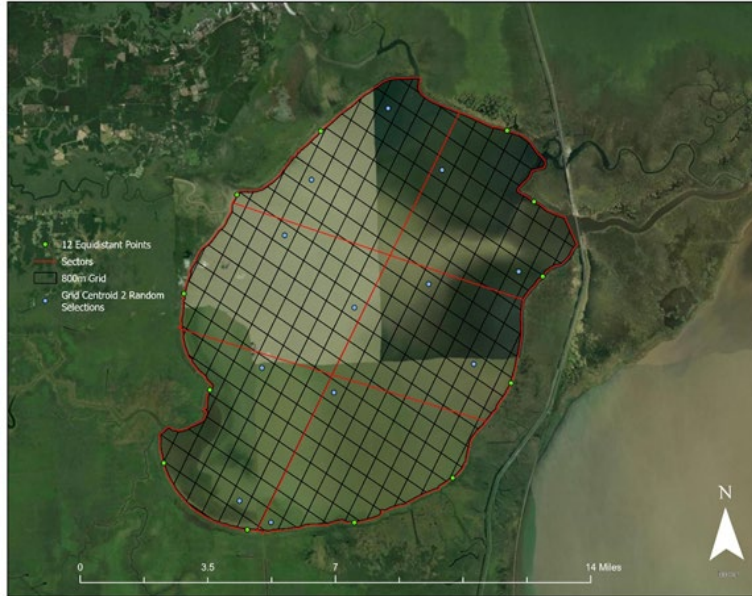 12 Equidistant Points
Sectors
800m Grid
Grid Centroid 2 Random
Selections
N
0
3.5
7
14 Miles